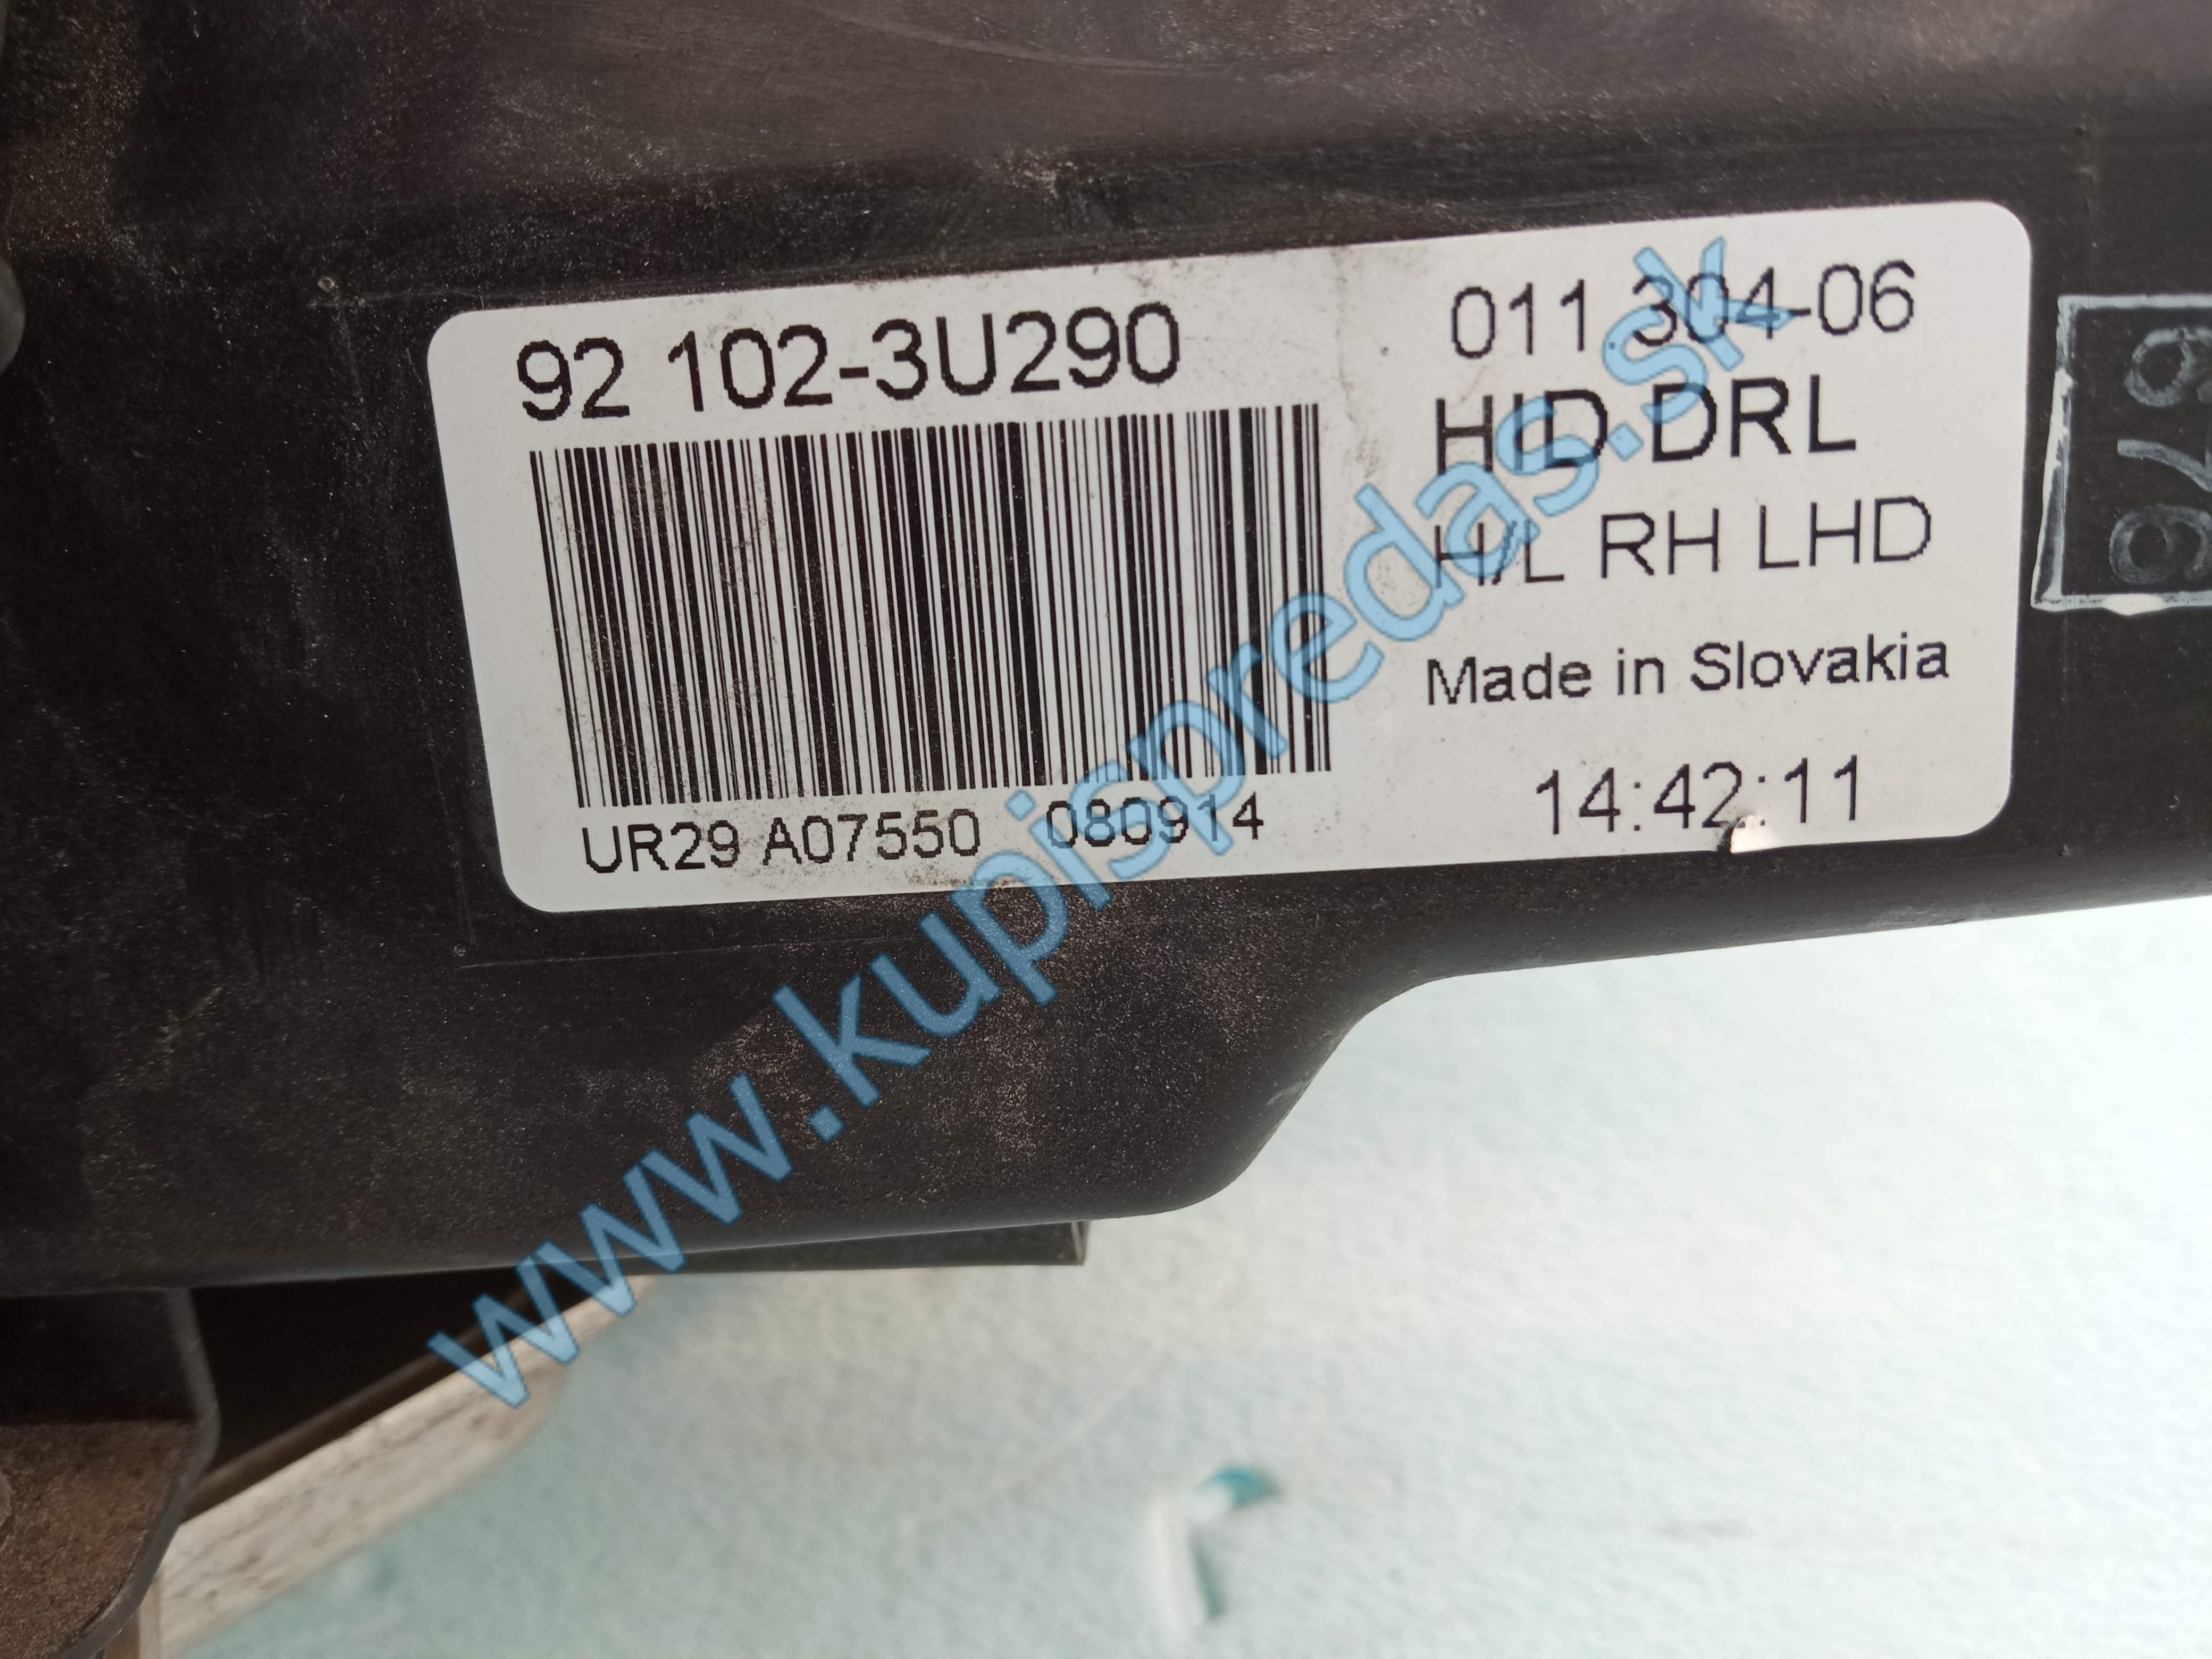 92 102-3U290
UR29 A07550 080914
011.304-06
HID DRL
H/L RH LHD
Made in Slovakia
14:42:11
www.kupispredas.sk